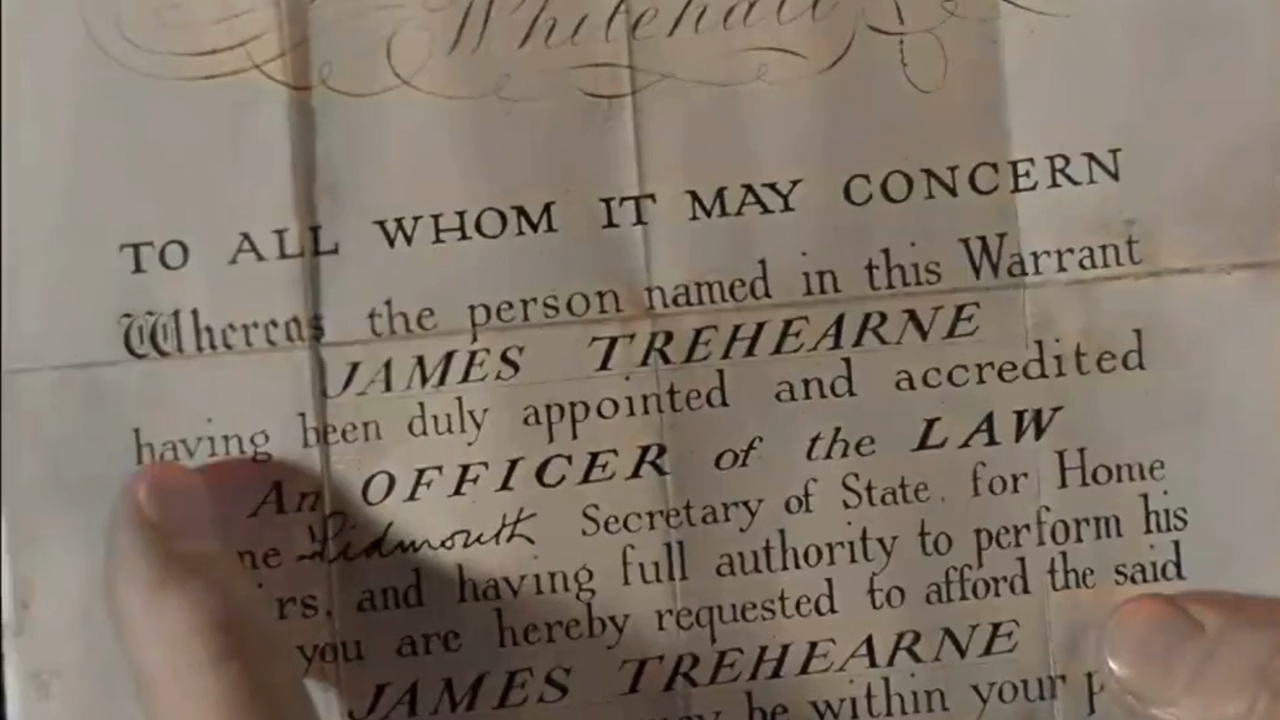 Whitehall
TO ALL WHOM IT MAY CONCERN
Whereas the person named in this Warrant
JAMES TREHEARNE
having been duly appointed and accredited
An OFFICER of the LAW
ne Sidmouth Secretary of State. for Home
rs, and having full authority to perform his
you are hereby requested to afford the said
JAMES TREHEARNE
be within your